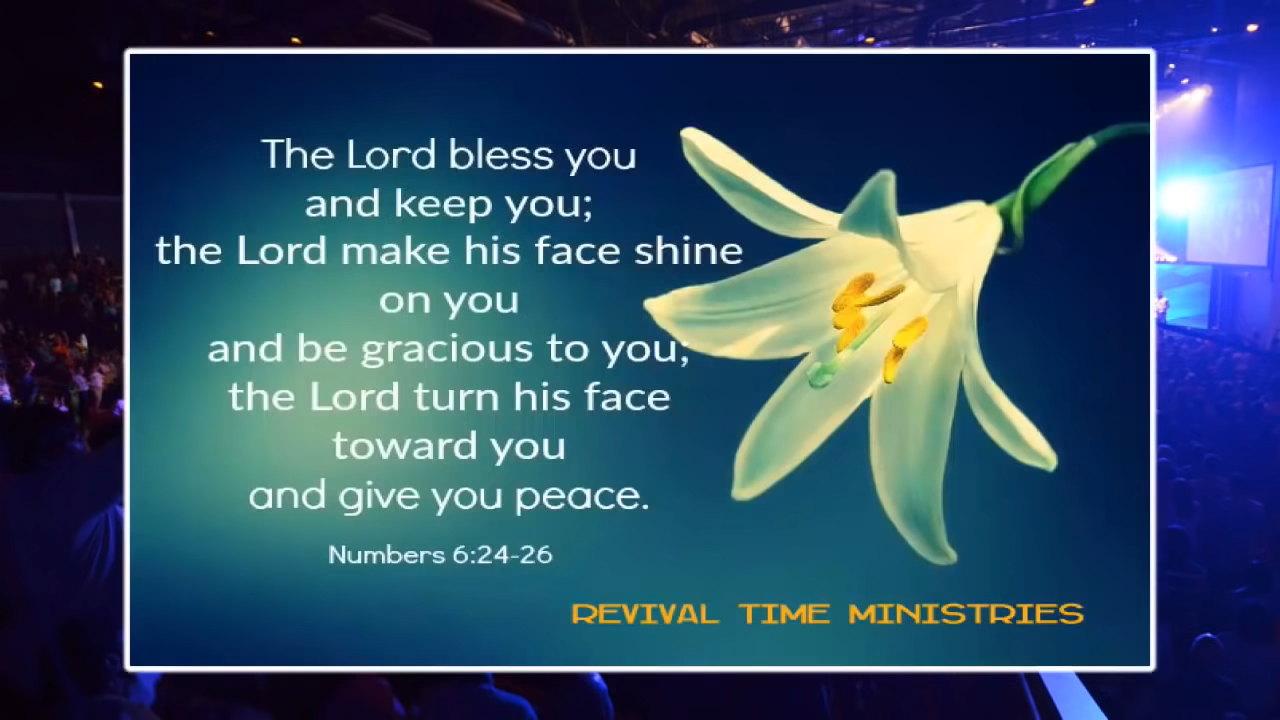 The Lord bless you
and keep you;
the Lord make his face shine
on you
and be gracious to you;
the Lord turn his face
toward you
and give you peace.
Numbers 6:24-26
REVIVAL TIME MINISTRIES